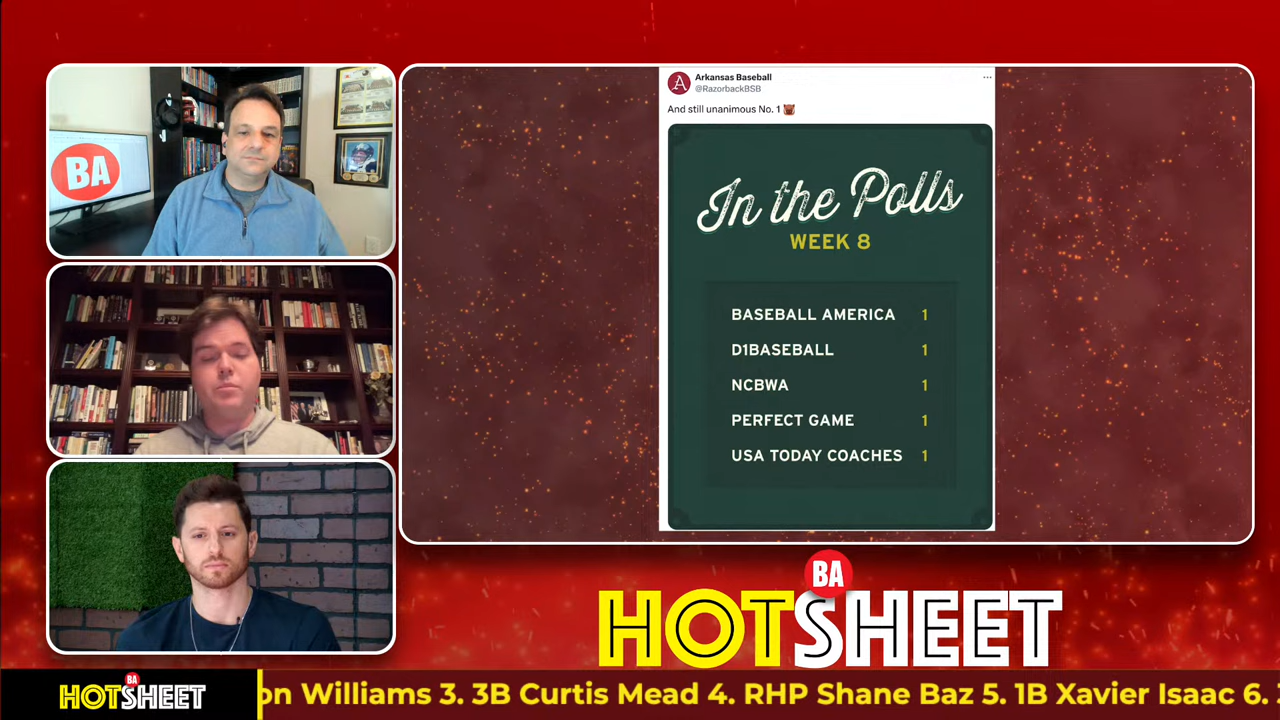 BA
Arkansas Baseball
@RazorbackBSB
And still unanimous No. 1
In the Polls
WEEK 8
BASEBALL AMERICA 1
D1BASEBALL 1
NCBWA 1
PERFECT GAME 1
USA TODAY COACHES 1
BA
HOTSHEET
BA
HOTSHEET
on Williams 3. 3B Curtis Mead 4. RHP Shane Baz 5. 1B Xavier Isaac 6.